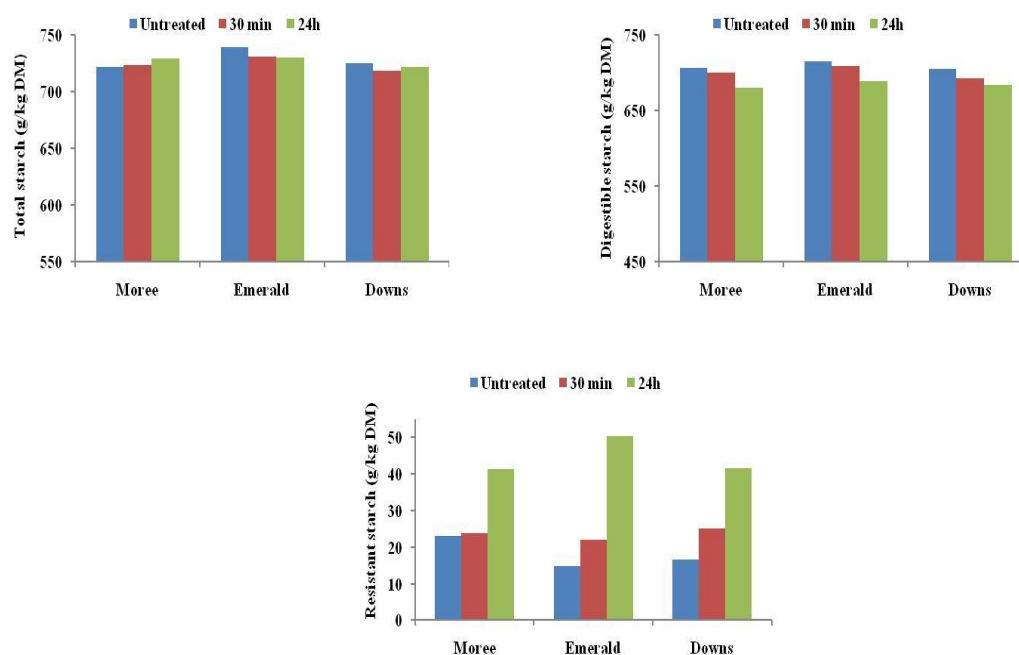 Untreated 30 min 24h
Total starch (g/kg DM)
750
700
650
600
550
Moree Emerald Downs
Untreated 30 min 24h
Digestible starch (g/kg DM)
750
650
550
450
Moree Emerald Downs
Untreated 30 min 24h
Resistant starch (g/kg DM)
50
40
30
20
10
0
Moree Emerald Downs